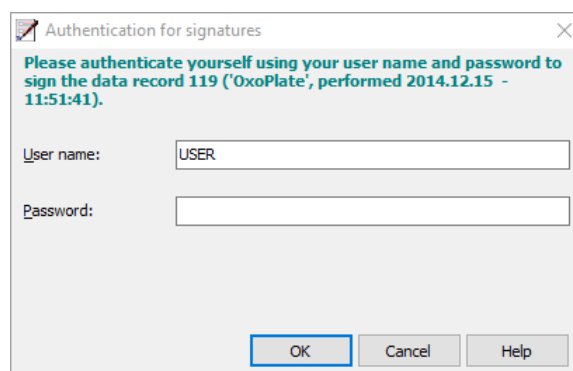 Authentication for signatures
Please authenticate yourself using your user name and password to
sign the data record 119 ('OxoPlate', performed 2014.12.15 -
11:51:41).
User name:
USER
Password:
OK Cancel Help